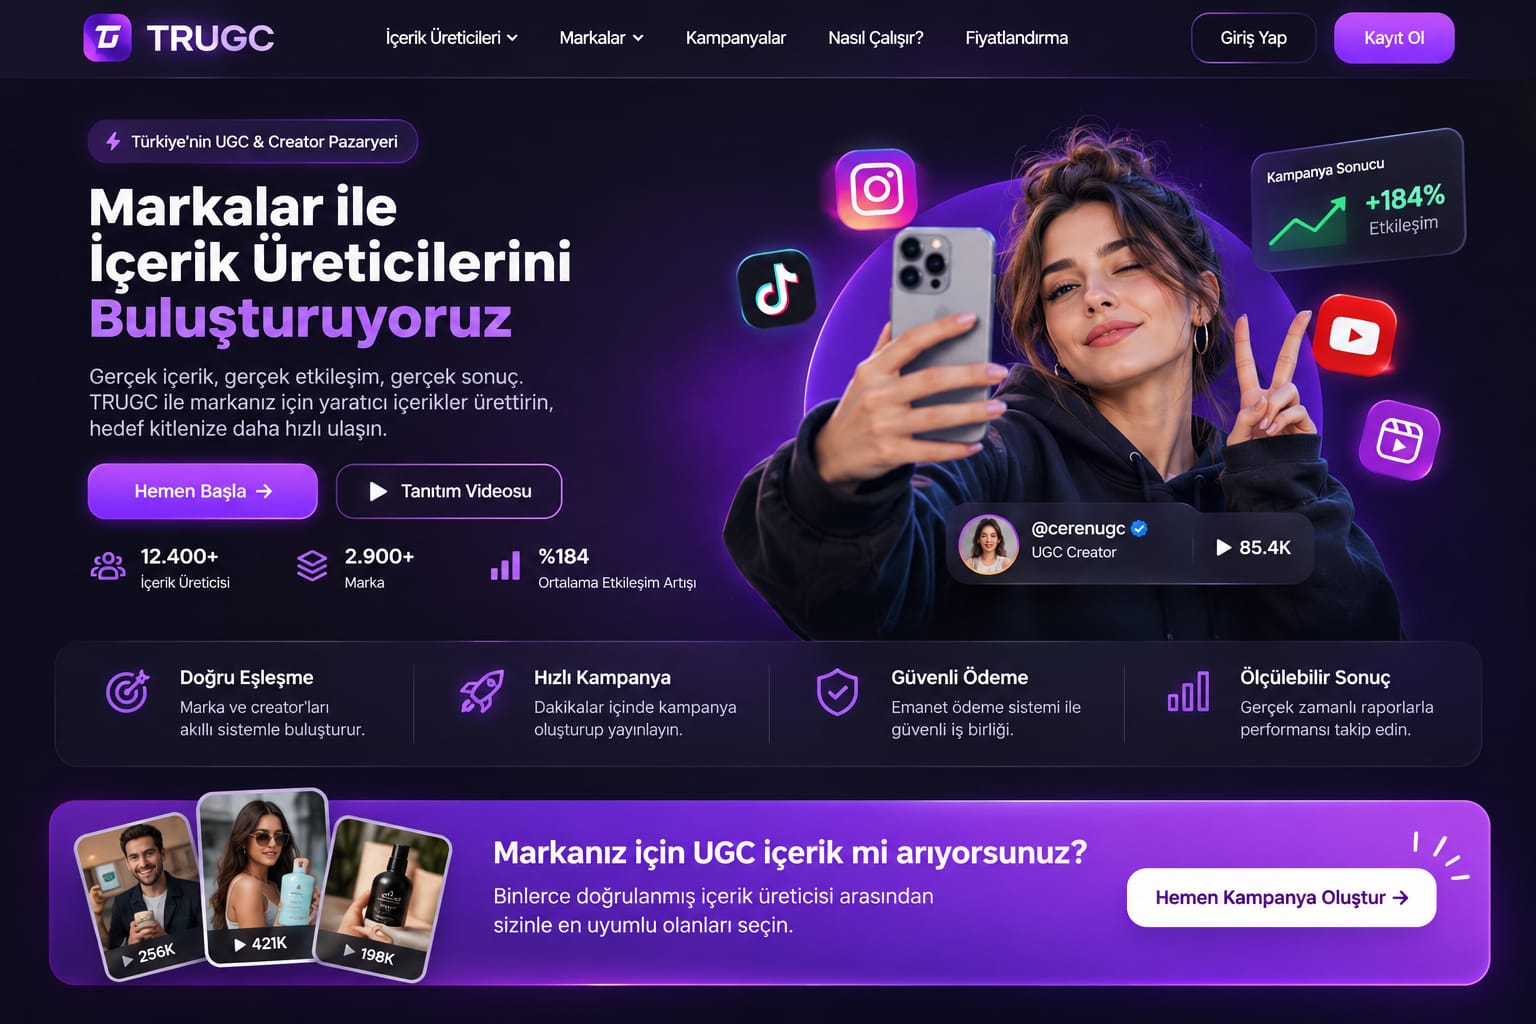 TRUGC
İçerik Üreticileri
Markalar
Kampanyalar
Nasıl Çalışır?
Fiyatlandırma
Giriş Yap
Kayıt Ol
Türkiye'nin UGC & Creator Pazaryeri
Markalar ile
İçerik Üreticilerini
Buluşturuyoruz
Gerçek içerik, gerçek etkileşim, gerçek sonuç.
TRUGC ile markanız için yaratıcı içerikler ürettirin,
hedef kitlenize daha hızlı ulaşın.
Hemen Başla →
Tanıtım Videosu
12.400+
İçerik Üreticisi
2.900+
Marka
%184
Ortalama Etkileşim Artışı
Kampanya Sonucu
+184%
Etkileşim
@cerenugc
UGC Creator
85.4K
Doğru Eşleşme
Marka ve creator'ları
akıllı sistemle buluşturur.
Hızlı Kampanya
Dakikalar içinde kampanya
oluşturup yayınlayın.
Güvenli Ödeme
Emanet ödeme sistemi ile
güvenli iş birliği.
Ölçülebilir Sonuç
Gerçek zamanlı raporlarla
performansı takip edin.
256K
421K
198K
Markanız için UGC içerik mi arıyorsunuz?
Binlerce doğrulanmış içerik üreticisi arasından
sizinle en uyumlu olanları seçin.
Hemen Kampanya Oluştur →